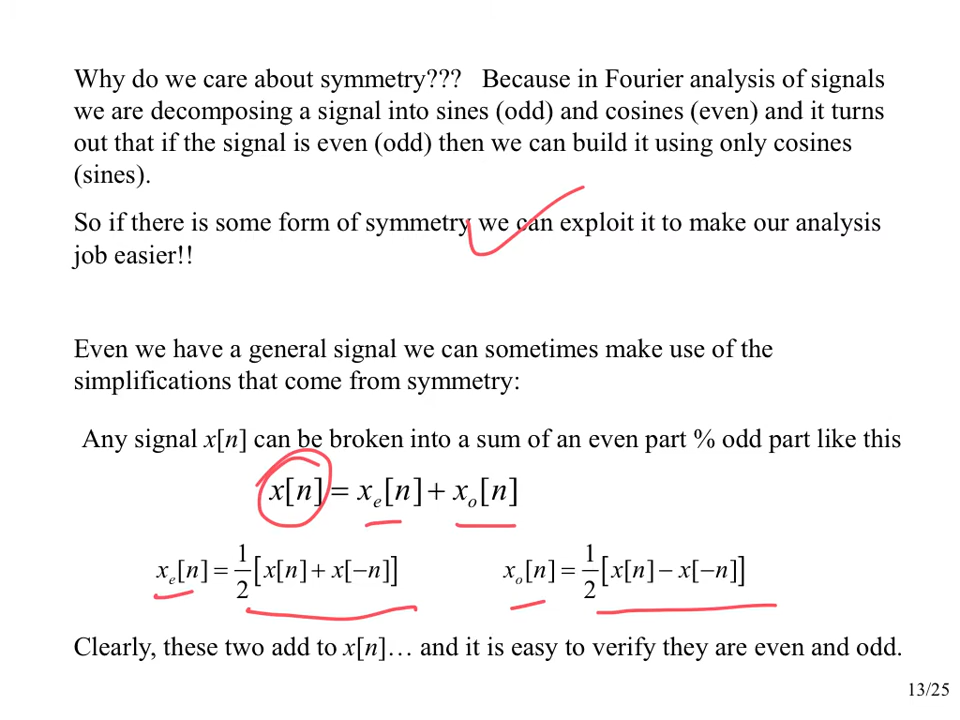 Why do we care about symmetry??? Because in Fourier analysis of signals
we are decomposing a signal into sines (odd) and cosines (even) and it turns
out that if the signal is even (odd) then we can build it using only cosines
(sines).
So if there is some form of symmetry we can exploit it to make our analysis
job easier!!
Even we have a general signal we can sometimes make use of the
simplifications that come from symmetry:
Any signal x[n] can be broken into a sum of an even part % odd part like this
x[n] = xₑ[n] + xₒ[n]
xₑ[n] = 1/2 [x[n] + x[−n]] xₒ[n] = 1/2 [x[n] − x[−n]]
Clearly, these two add to x[n]… and it is easy to verify they are even and odd.
13/25